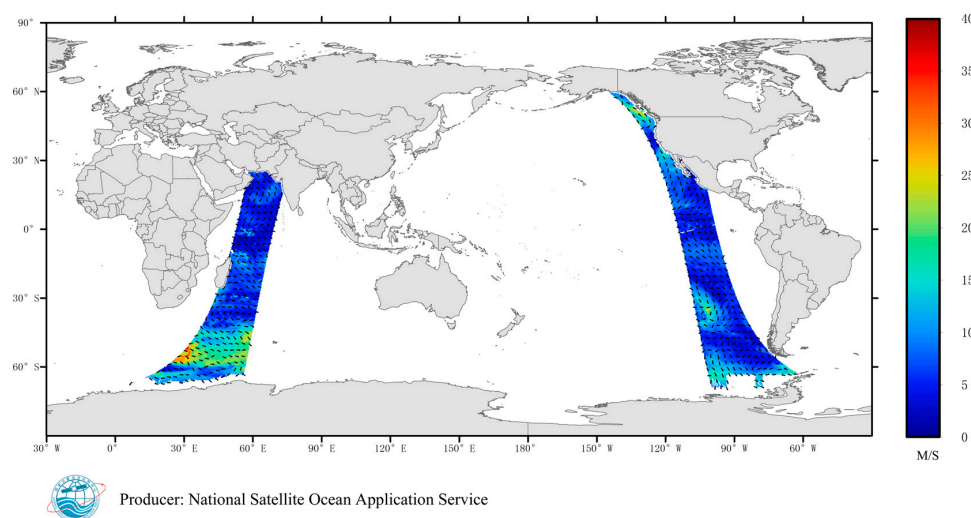 90°
60° N
30° N
0°
30° S
60° S
30° W 0° 30° E 60° E 90° E 120° E 150° E 180° 150° W 120° W 90° W 60° W
40
35
30
25
20
15
10
5
0
M/S
Producer: National Satellite Ocean Application Service